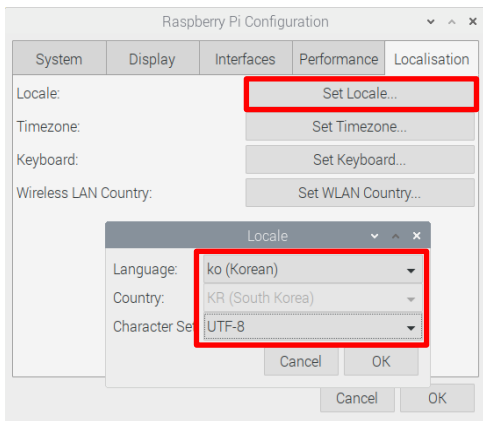 Raspberry Pi Configuration
System Display Interfaces Performance Localisation
Locale: Set Locale...
Timezone: Set Timezone...
Keyboard: Set Keyboard...
Wireless LAN Country: Set WLAN Country...
Locale
Language: ko (Korean)
Country: KR (South Korea)
Character Set UTF-8
Cancel OK
Cancel OK